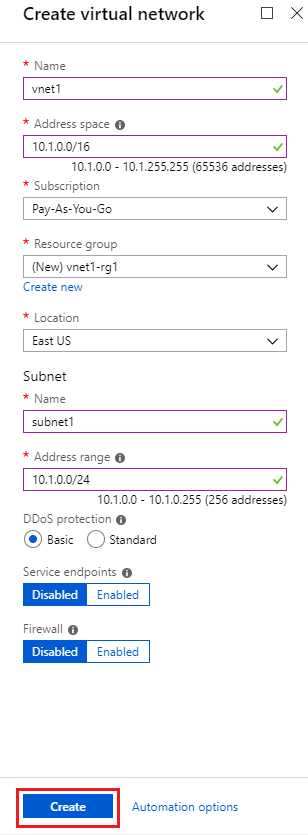 Create virtual network
* Name
vnet1
* Address space
10.1.0.0/16
10.1.0.0 - 10.1.255.255 (65536 addresses)
* Subscription
Pay-As-You-Go
* Resource group
(New) vnet1-rg1
Create new
* Location
East US
Subnet
* Name
subnet1
* Address range
10.1.0.0/24
10.1.0.0 - 10.1.0.255 (256 addresses)
DDoS protection
Basic Standard
Service endpoints
Disabled Enabled
Firewall
Disabled Enabled
Create Automation options